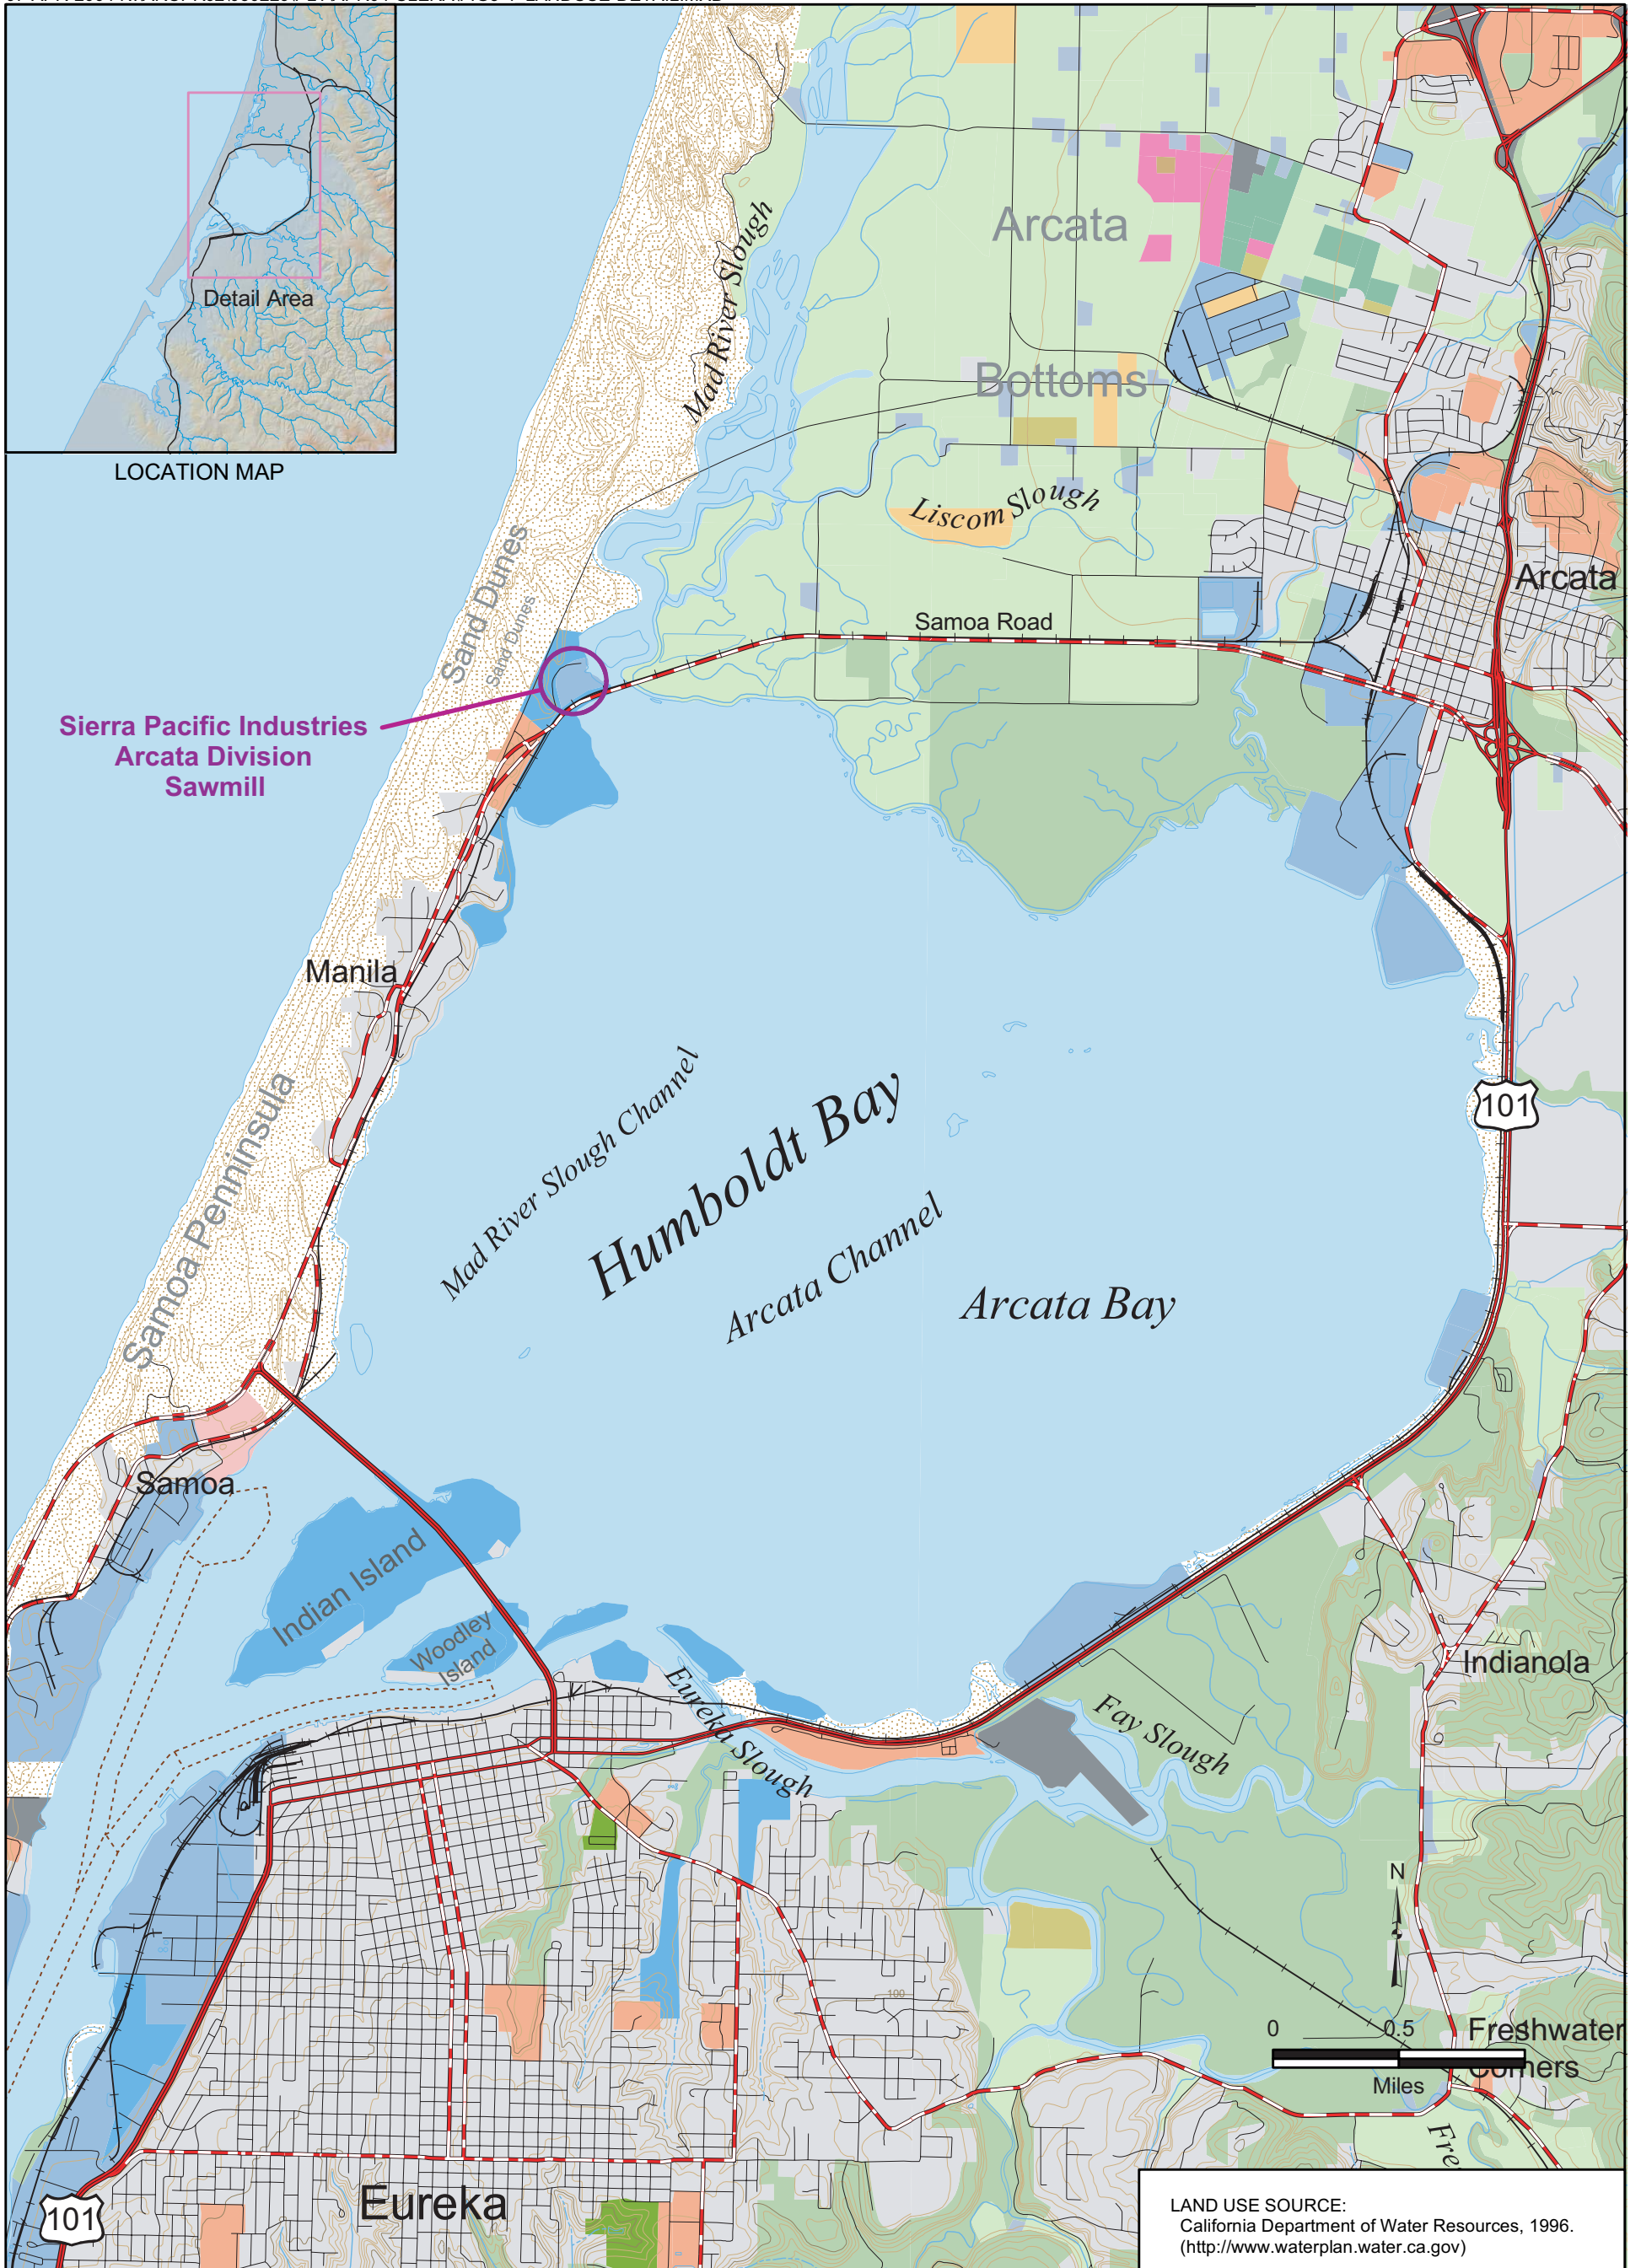 Detail Area
LOCATION MAP
Mad River Slough
Arcata
Bottoms
Liscom Slough
Sand Dunes
Sand Dunes
Samoa Road
Arcata
Sierra Pacific Industries
Arcata Division
Sawmill
Manila
Samoa Penninsula
Mad River Slough Channel
Humboldt Bay
Arcata Channel
Arcata Bay
101
Samoa
Indian Island
Woodley
Island
Eureka Slough
Fay Slough
Indianola
N
100
0 0.5
Miles
Freshwater
Corners
Fre
Eureka
101
LAND USE SOURCE:
California Department of Water Resources, 1996.
(http://www.waterplan.water.ca.gov)